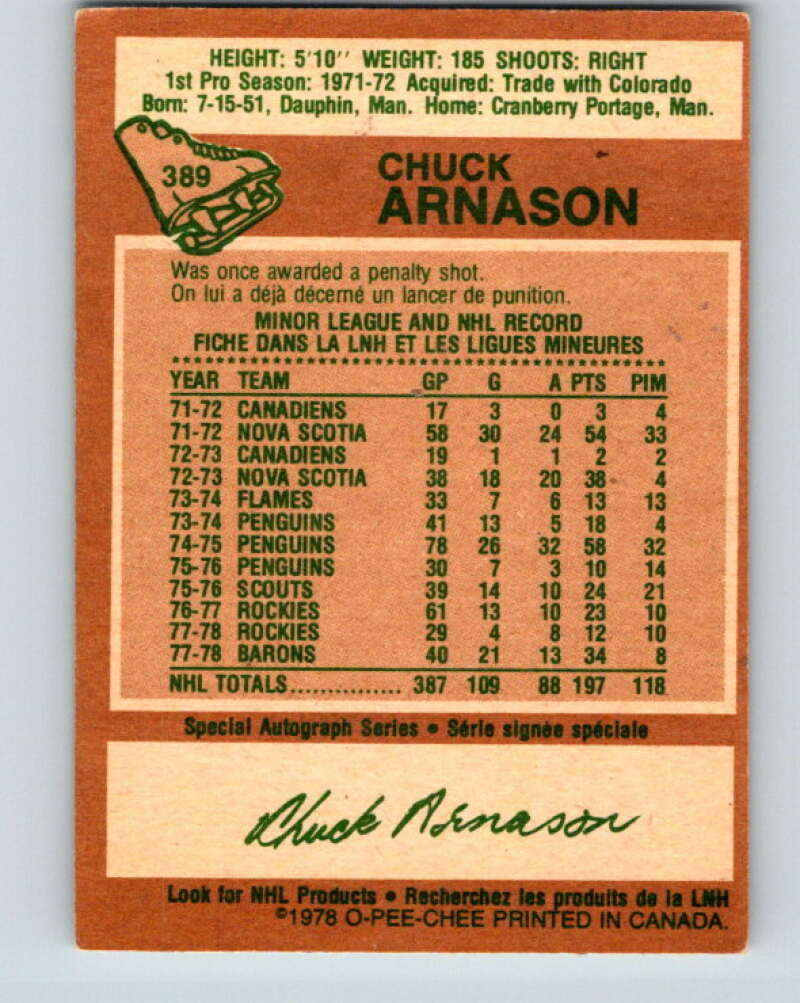 HEIGHT: 5'10'' WEIGHT: 185 SHOOTS: RIGHT
1st Pro Season: 1971-72 Acquired: Trade with Colorado
Born: 7-15-51, Dauphin, Man. Home: Cranberry Portage, Man.
389
CHUCK
ARNASON
Was once awarded a penalty shot.
On lui a déjà décerné un lancer de punition.
MINOR LEAGUE AND NHL RECORD
FICHE DANS LA LNH ET LES LIGUES MINEURES
YEAR TEAM GP G A PTS PIM
71-72 CANADIENS 17 3 0 3 4
71-72 NOVA SCOTIA 58 30 24 54 33
72-73 CANADIENS 19 1 1 2 2
72-73 NOVA SCOTIA 38 18 20 38 4
73-74 FLAMES 33 7 6 13 13
73-74 PENGUINS 41 13 5 18 4
74-75 PENGUINS 78 26 32 58 32
75-76 PENGUINS 30 7 3 10 14
75-76 SCOUTS 39 14 10 24 21
76-77 ROCKIES 61 13 10 23 10
77-78 ROCKIES 29 4 8 12 10
77-78 BARONS 40 21 13 34 8
NHL TOTALS............... 387 109 88 197 118
Special Autograph Series • Série signée spéciale
Chuck Arnason
Look for NHL Products • Recherchez les produits de la LNH
©1978 O-PEE-CHEE PRINTED IN CANADA.